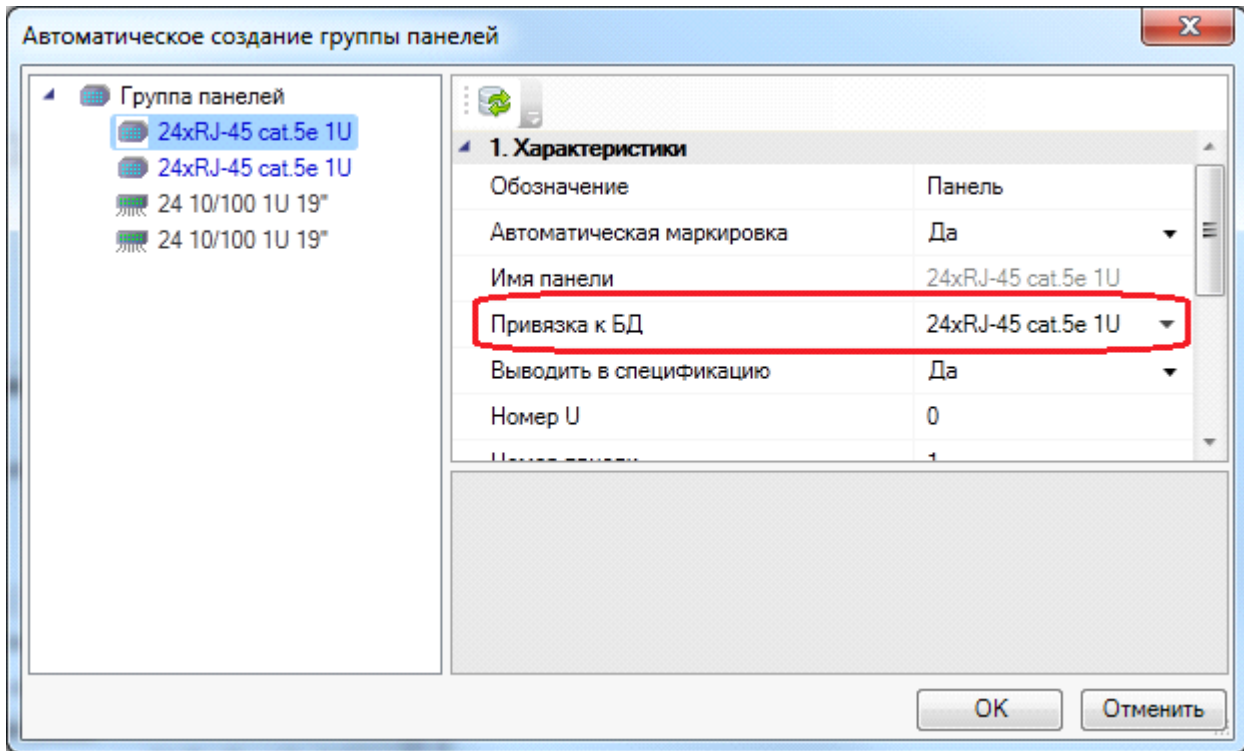 Автоматическое создание группы панелей
Группа панелей
24xRJ-45 cat.5e 1U
24xRJ-45 cat.5e 1U
24 10/100 1U 19"
24 10/100 1U 19"
1. Характеристики
Обозначение Панель
Автоматическая маркировка Да
Имя панели 24xRJ-45 cat.5e 1U
Привязка к БД 24xRJ-45 cat.5e 1U
Выводить в спецификацию Да
Номер U 0
OK Отменить